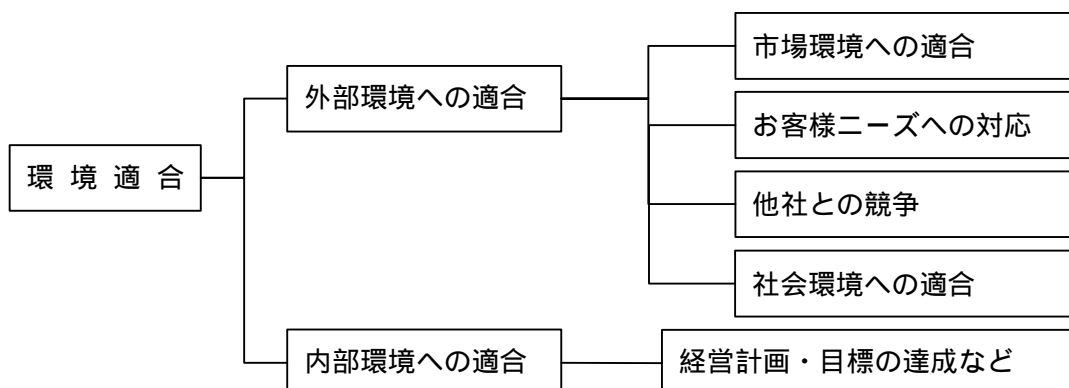 環 境 適 合
外部環境への適合
市場環境への適合
お客様ニーズへの対応
他社との競争
社会環境への適合
内部環境への適合
経営計画・目標の達成など